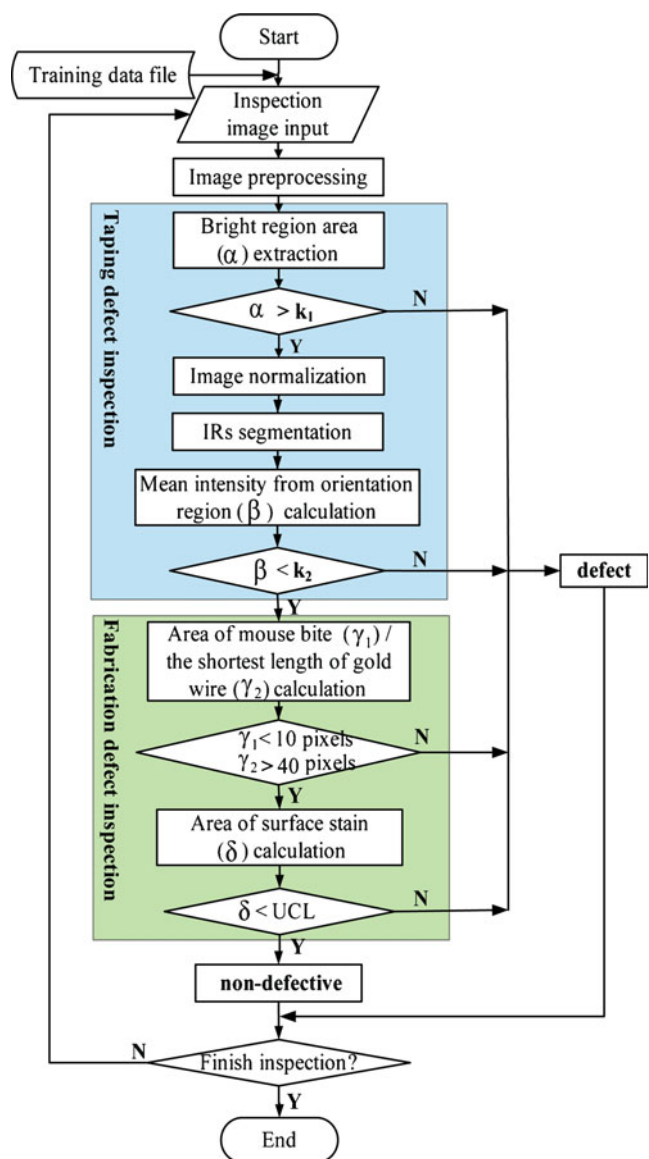 Start
Training data file
Inspection
image input
Image preprocessing
Taping defect inspection
Bright region area
(α) extraction
α > k₁
N
Y
Image normalization
IRs segmentation
Mean intensity from orientation
region (β) calculation
β < k₂
N
defect
Y
Fabrication defect inspection
Area of mouse bite (γ₁) /
the shortest length of gold
wire (γ₂) calculation
γ₁ < 10 pixels
γ₂ > 40 pixels
N
Y
Area of surface stain
(δ) calculation
δ < UCL
N
Y
non-defective
Finish inspection?
N
Y
End